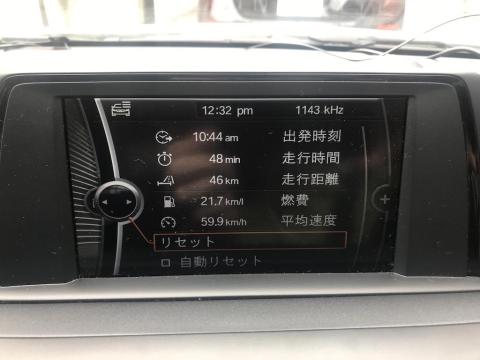 12:32 pm 1143 kHz
10:44 am 出発時刻
48 min 走行時間
46 km 走行距離
21.7 km/l 燃費
59.9 km/h 平均速度
リセット
自動リセット